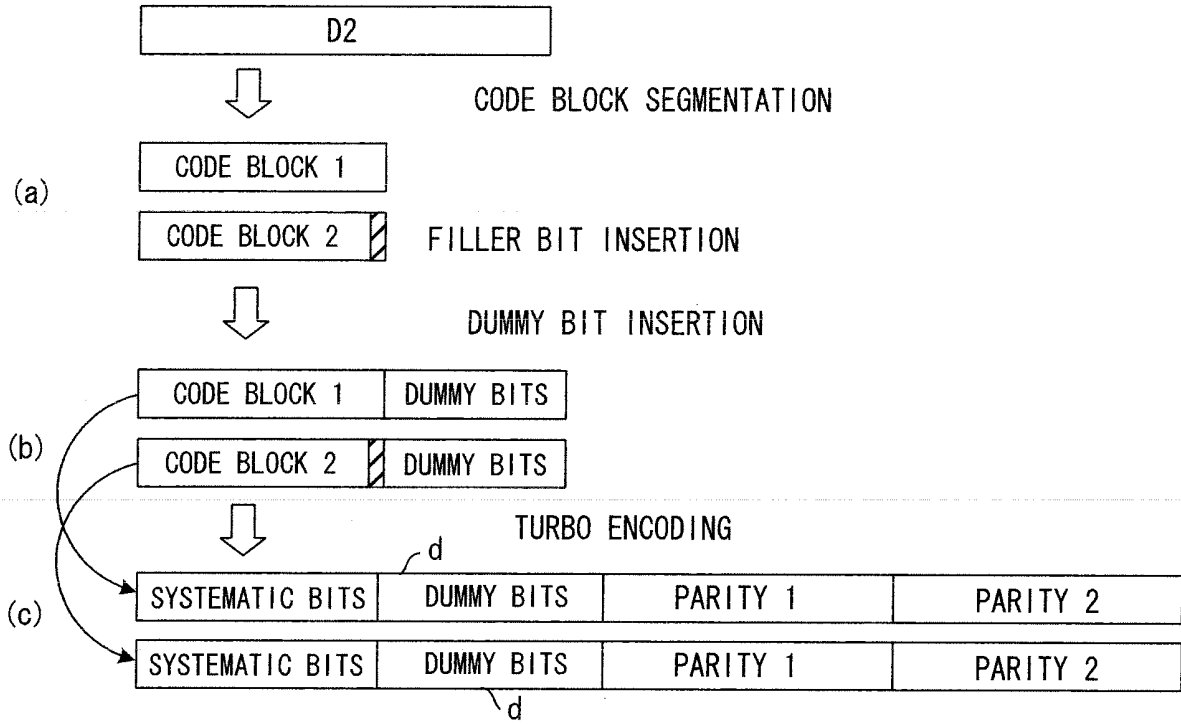 D2
CODE BLOCK SEGMENTATION
(a)
CODE BLOCK 1
CODE BLOCK 2
FILLER BIT INSERTION
DUMMY BIT INSERTION
(b)
CODE BLOCK 1 DUMMY BITS
CODE BLOCK 2 DUMMY BITS
TURBO ENCODING
d
(c)
SYSTEMATIC BITS DUMMY BITS PARITY 1 PARITY 2
SYSTEMATIC BITS DUMMY BITS PARITY 1 PARITY 2
d